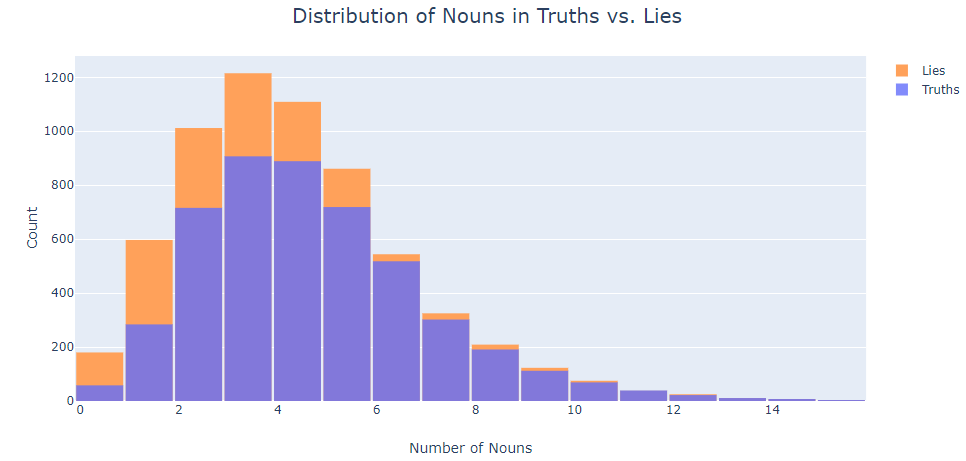 Distribution of Nouns in Truths vs. Lies
Lies
Truths
1200
1000
800
600
400
200
0
Count
0 2 4 6 8 10 12 14
Number of Nouns